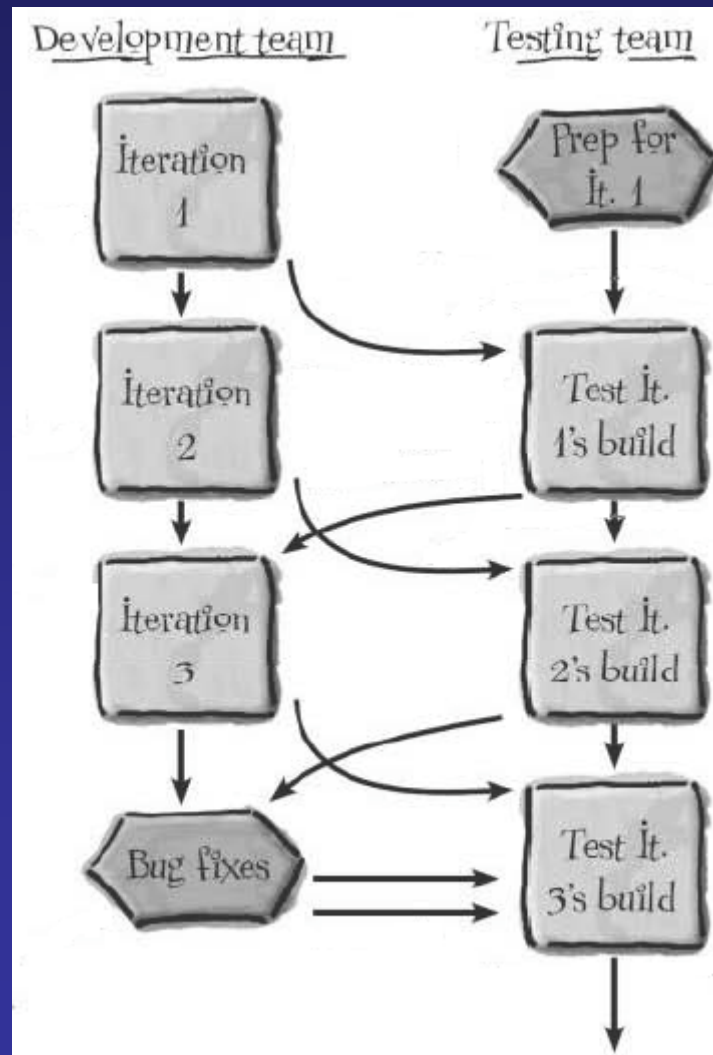 Development team
Testing team
Iteration
1
Prep for
It. 1
Iteration
2
Test It.
1's build
Iteration
3
Test It.
2's build
Bug fixes
Test It.
3's build